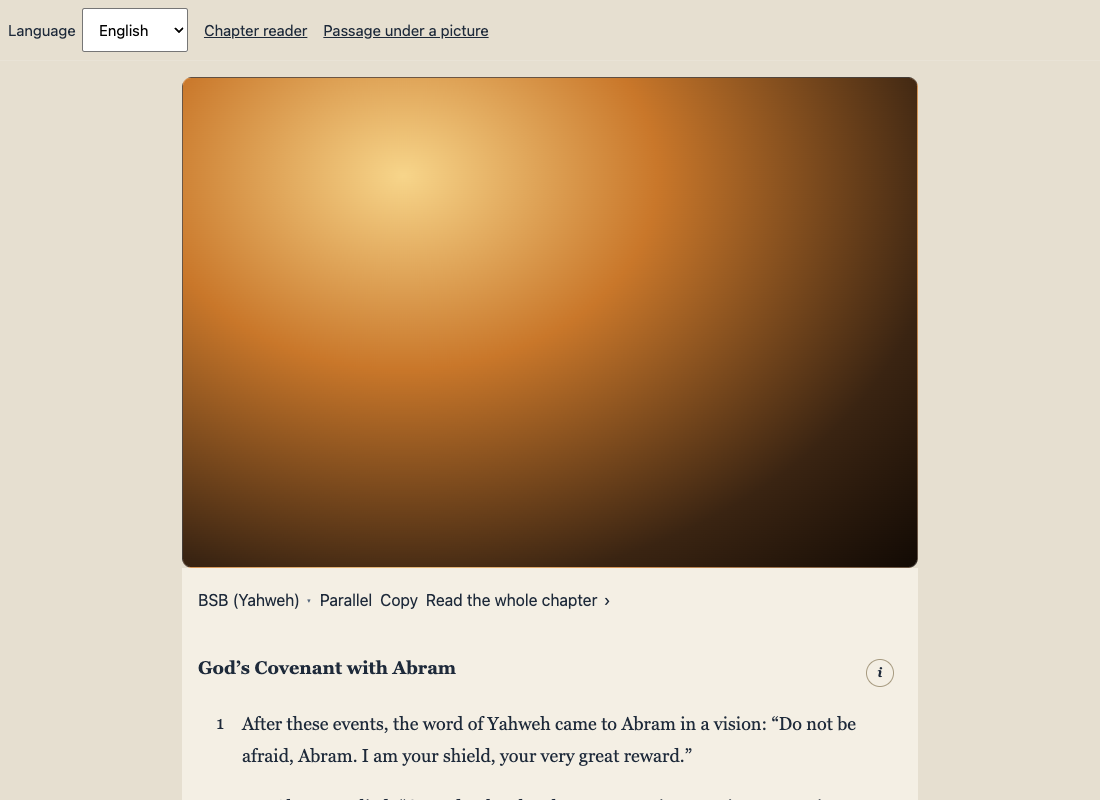 Language English Chapter reader Passage under a picture
BSB (Yahweh) · Parallel Copy Read the whole chapter ›
God’s Covenant with Abram i
1 After these events, the word of Yahweh came to Abram in a vision: “Do not be
afraid, Abram. I am your shield, your very great reward.”